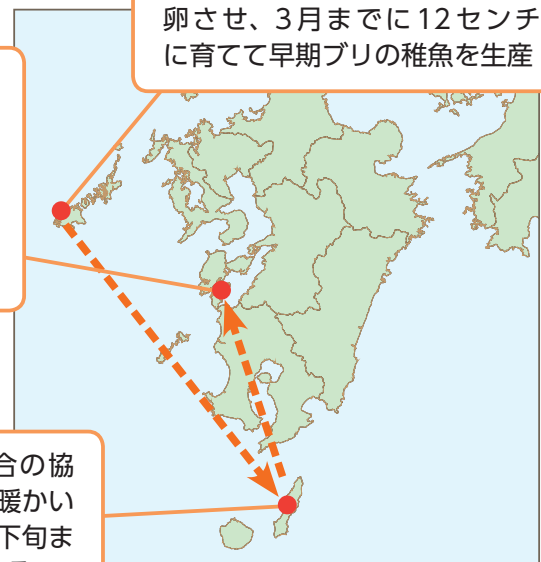 卵させ、3月までに12センチ
に育てて早期ブリの稚魚を生産
合の協
暖かい
下旬ま